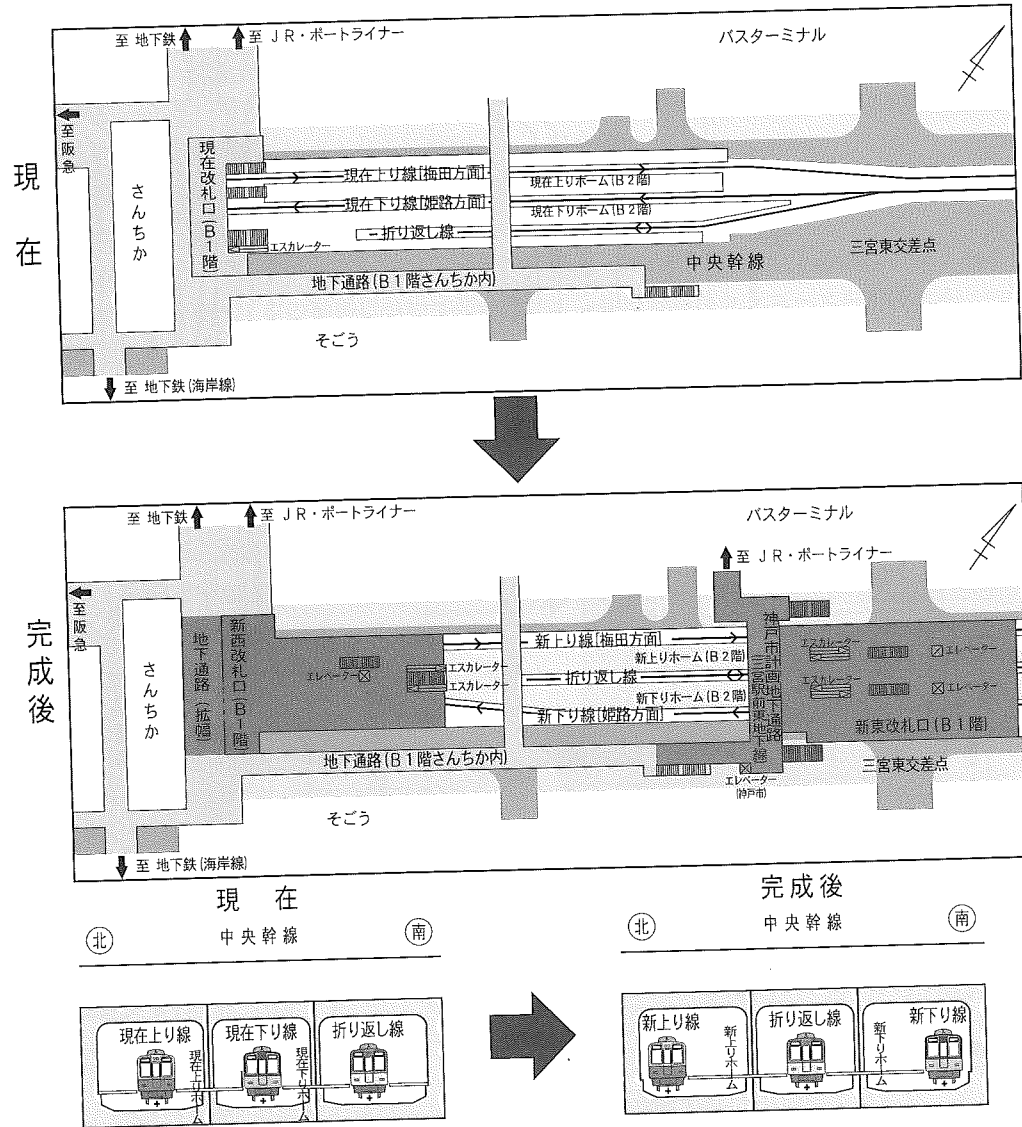 現在
至 地下鉄
至 JR・ポートライナー
バスターミナル
至阪急
さんちか
現在改札口(B1階)
現在上り線[梅田方面]
現在上りホーム(B2階)
現在下り線[姫路方面]
現在下りホーム(B2階)
折り返し線
エスカレーター
中央幹線
三宮東交差点
地下通路(B1階さんちか内)
そごう
至 地下鉄(海岸線)
完成後
至 地下鉄
至 JR・ポートライナー
バスターミナル
至 JR・ポートライナー
至阪急
さんちか
地下通路(拡幅)
新西改札口(B1階)
エレベーター
エスカレーター
エスカレーター
新上り線[梅田方面]
新上りホーム(B2階)
折り返し線
新下りホーム(B2階)
新下り線[姫路方面]
神戸市計画地下通路
三宮駅前東地下
エスカレーター
エレベーター
エスカレーター
エレベーター
新東改札口(B1階)
地下通路(B1階さんちか内)
三宮東交差点
エレベーター
(神戸市)
そごう
至 地下鉄(海岸線)
現在
北
中央幹線
南
現在上り線
現在上りホーム
現在下り線
現在下りホーム
折り返し線
完成後
北
中央幹線
南
新上り線
新上りホーム
折り返し線
新下りホーム
新下り線